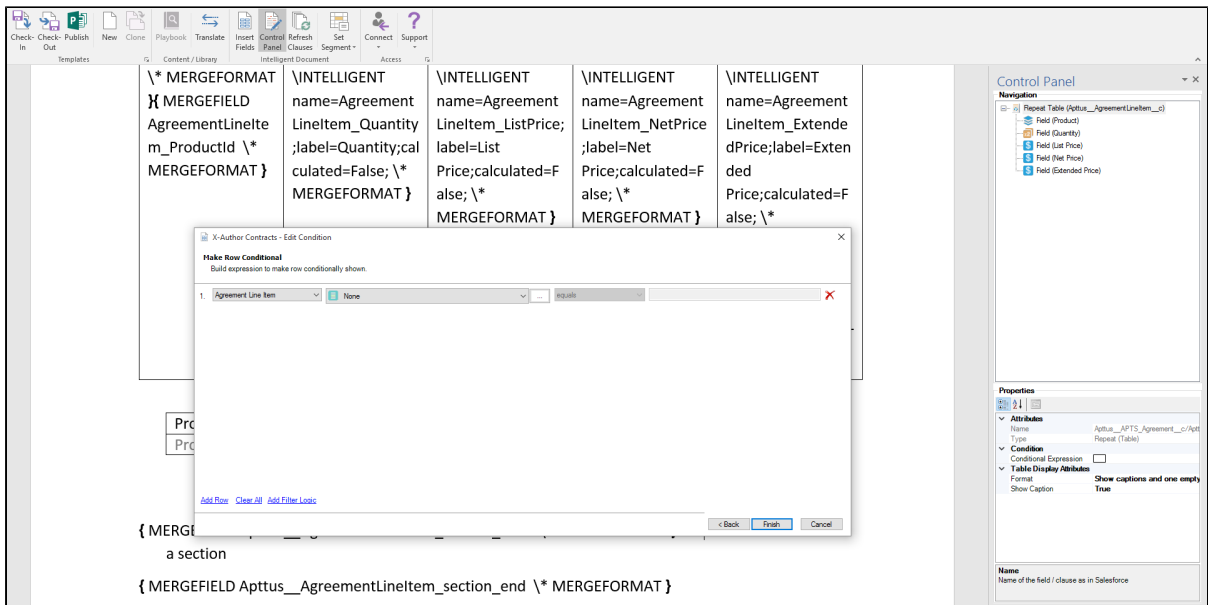 Check- Check- Publish New Clone Playbook Translate Insert Control Refresh Set Connect Support
In Out Fields Panel Clauses Segment
Templates Content / Library Intelligent Document Access
\* MERGEFORMAT
}{ MERGEFIELD
AgreementLineIte
m_ProductId \*
MERGEFORMAT }
\INTELLIGENT
name=Agreement
LineItem_Quantity
;label=Quantity;cal
culated=False; \*
MERGEFORMAT }
\INTELLIGENT
name=Agreement
LineItem_ListPrice;
label=List
Price;calculated=F
alse; \*
MERGEFORMAT }
\INTELLIGENT
name=Agreement
LineItem_NetPrice
;label=Net
Price;calculated=F
alse; \*
MERGEFORMAT }
\INTELLIGENT
name=Agreement
LineItem_Extende
dPrice;label=Exten
ded
Price;calculated=F
alse; \*
X-Author Contracts - Edit Condition
Make Row Conditional
Build expression to make row conditionally shown.
1. Agreement Line Item None ... equals
Add Row Clear All Add Filter Logic
< Back Finish Cancel
Pro
Pro
{ MERGE
a section
{ MERGEFIELD Apttus__AgreementLineItem_section_end \* MERGEFORMAT }
Control Panel
Navigation
Repeat Table (Apttus__AgreementLineItem__c)
Field (Product)
Field (Quantity)
Field (List Price)
Field (Net Price)
Field (Extended Price)
Properties
Attributes
Name Apttus__APTS_Agreement__c/Aptt
Type Repeat (Table)
Condition
Conditional Expression
Table Display Attributes
Format Show captions and one empty
Show Caption True
Name
Name of the field / clause as in Salesforce